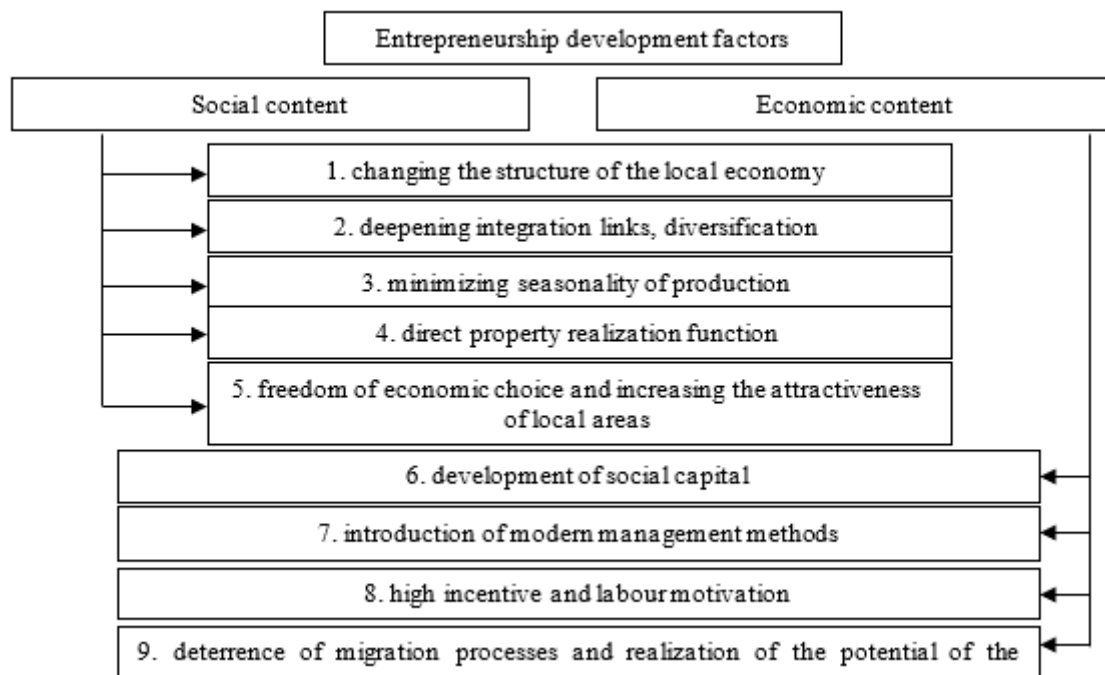 Entrepreneurship development factors
Social content
Economic content
1. changing the structure of the local economy
2. deepening integration links, diversification
3. minimizing seasonality of production
4. direct property realization function
5. freedom of economic choice and increasing the attractiveness
of local areas
6. development of social capital
7. introduction of modern management methods
8. high incentive and labour motivation
9. deterrence of migration processes and realization of the potential of the